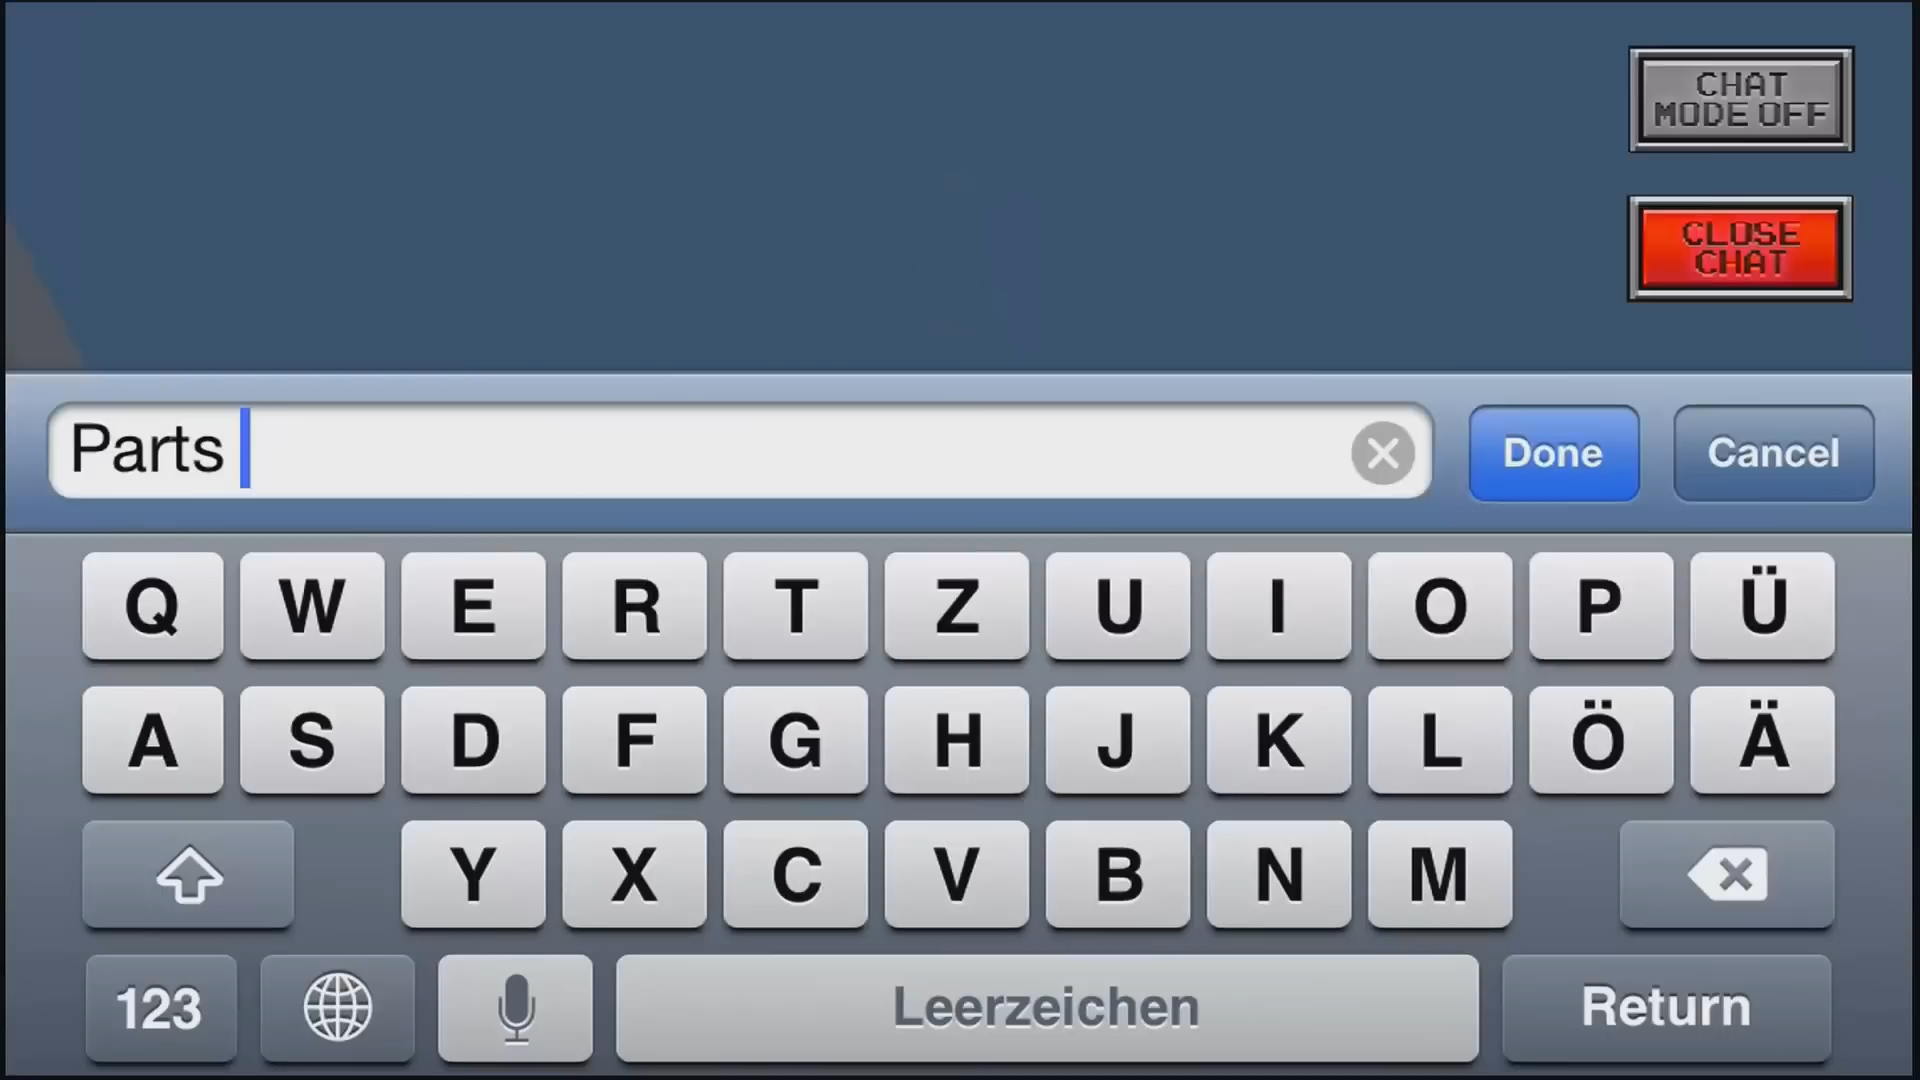 CHAT
MODE OFF
CLOSE
CHAT
Parts
Done
Cancel
Q W E R T Z U I O P Ü
A S D F G H J K L Ö Ä
Y X C V B N M
123
Leerzeichen
Return